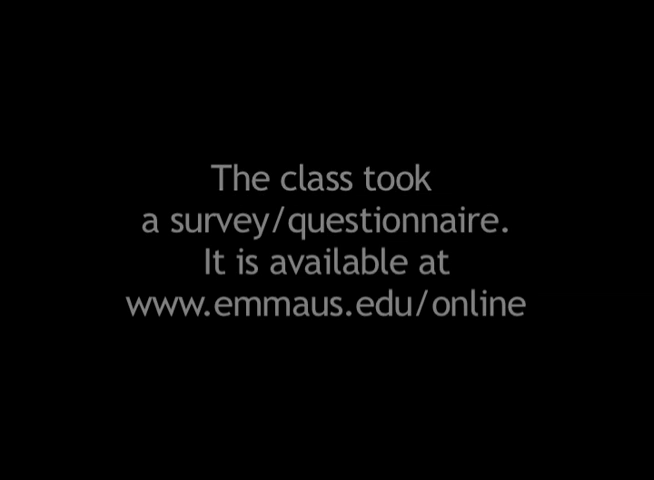 The class took
a survey/questionnaire.
It is available at
www.emmaus.edu/online